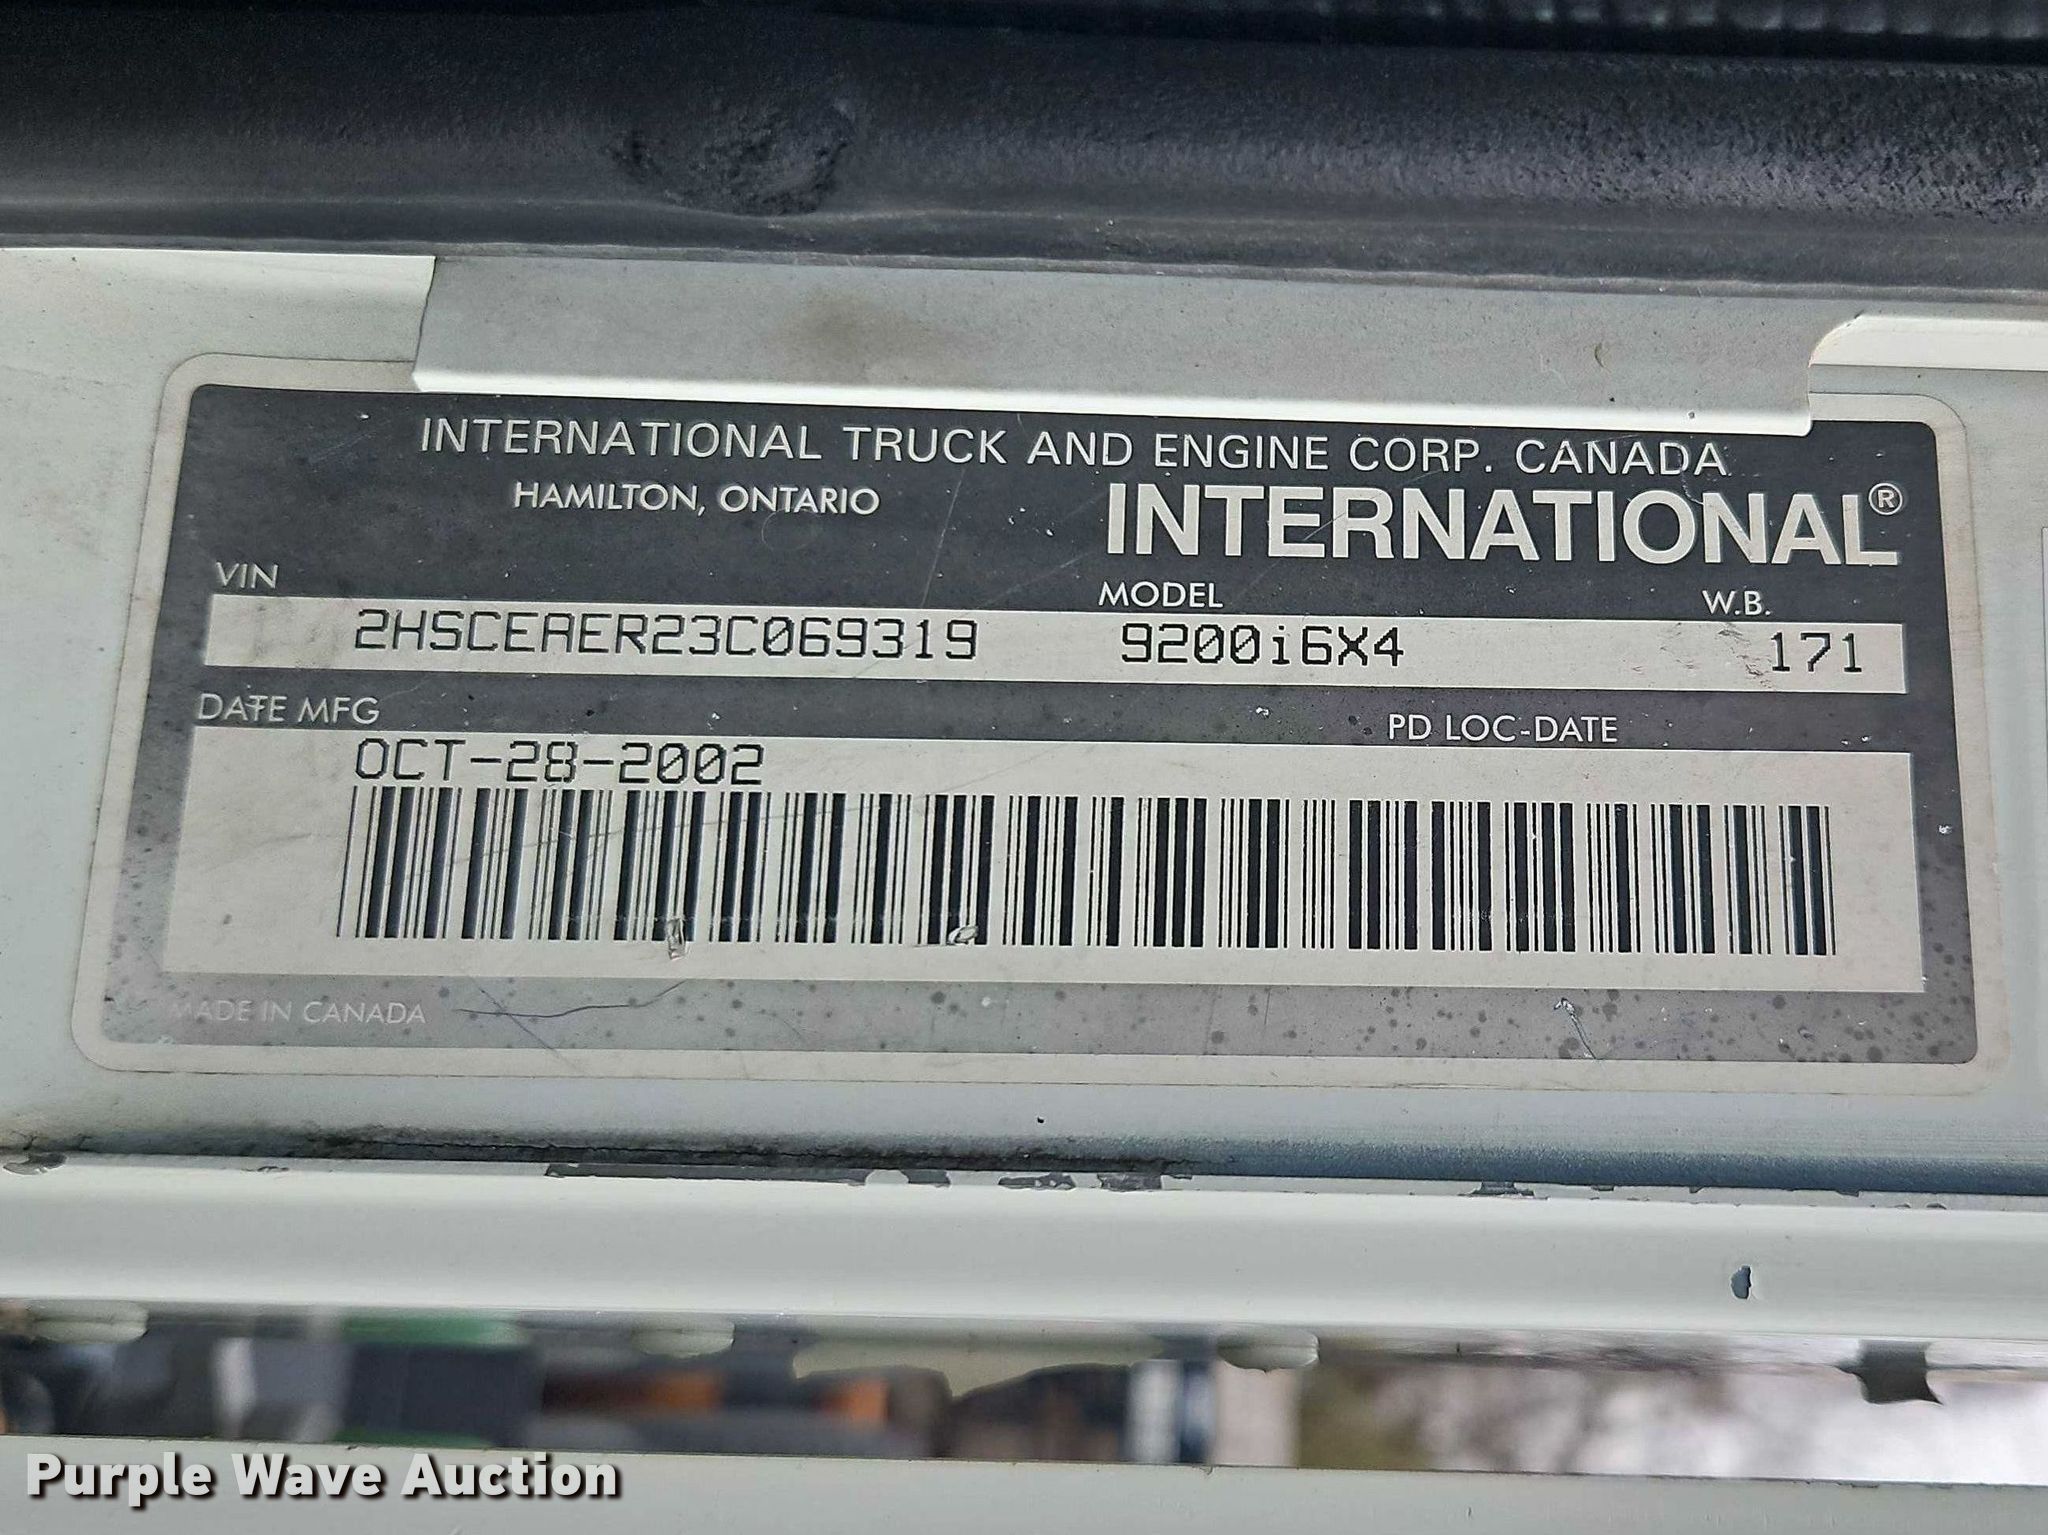 INTERNATIONAL TRUCK AND ENGINE CORP. CANADA
HAMILTON, ONTARIO
INTERNATIONAL®
VIN MODEL W.B.
2HSCEAER23C069319 9200i6X4 171
DATE MFG PD LOC-DATE
OCT-28-2002
MADE IN CANADA
Purple Wave Auction